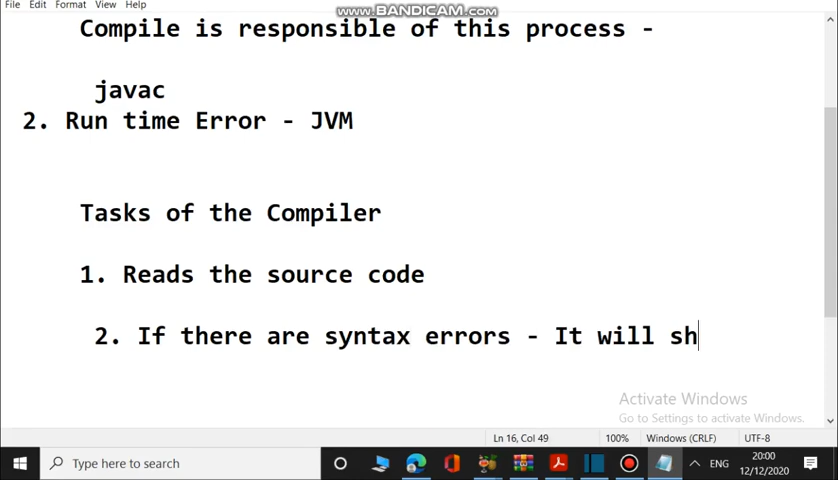 File Edit Format View Help
www.BANDICAM.com
Compile is responsible of this process -
javac
2. Run time Error - JVM
Tasks of the Compiler
1. Reads the source code
2. If there are syntax errors - It will sh
Activate Windows
Go to Settings to activate Windows.
Ln 16, Col 49 100% Windows (CRLF) UTF-8
Type here to search
ENG
20:00
12/12/2020